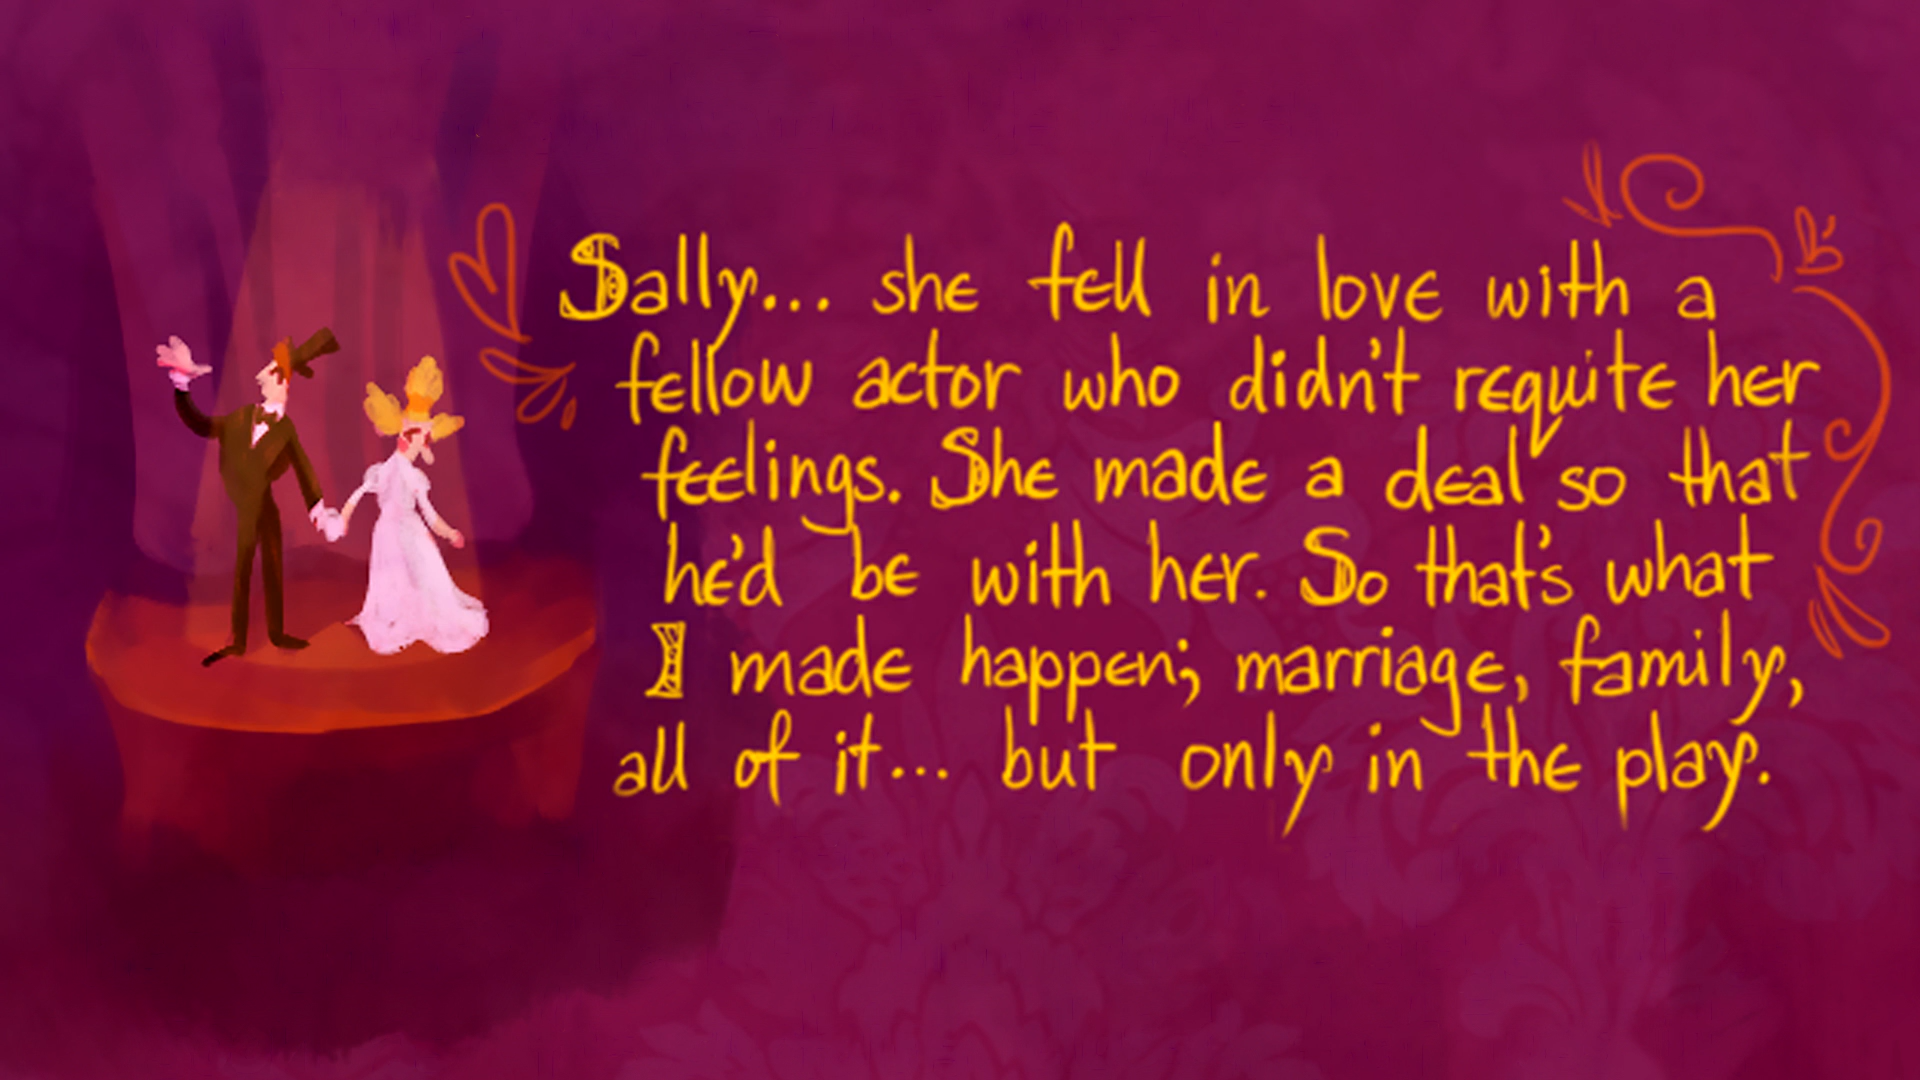 Sally... she fell in love with a
fellow actor who didn't requite her
feelings. She made a deal so that
he'd be with her. So that's what
I made happen; marriage, family,
all of it... but only in the play.